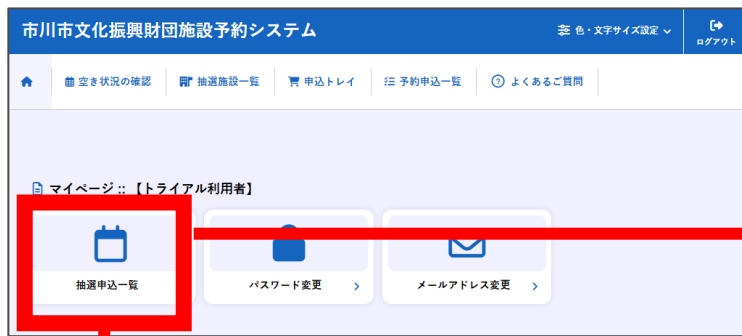 市川市文化振興財団施設予約システム
色・文字サイズ設定
ログアウト
空き状況の確認
抽選施設一覧
申込トレイ
予約申込一覧
よくあるご質問
マイページ :: 【トライアル利用者】
抽選申込一覧
パスワード変更
メールアドレス変更